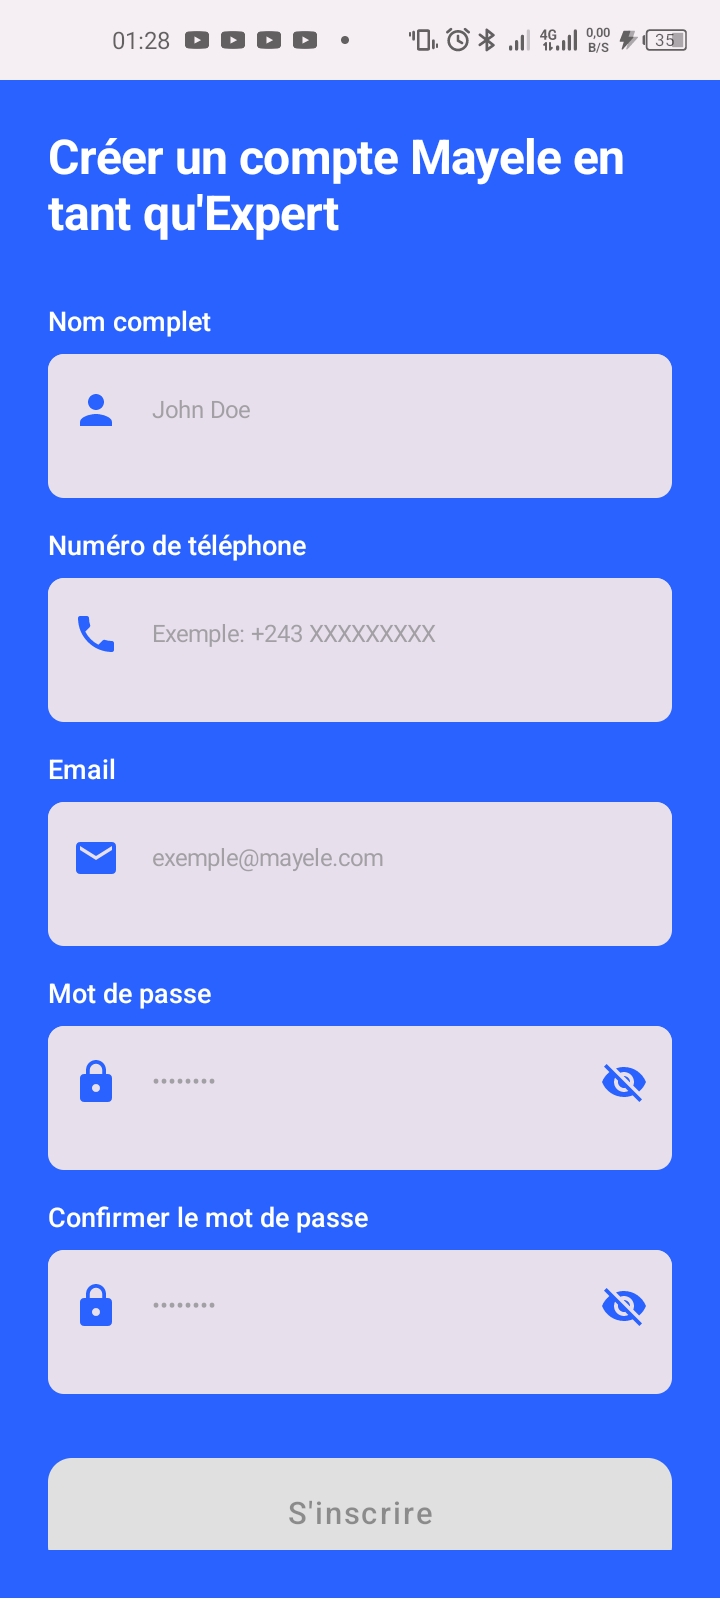 01:28 4G 0,00 B/S 35
Créer un compte Mayele en
tant qu'Expert
Nom complet
John Doe
Numéro de téléphone
Exemple: +243 XXXXXXXXX
Email
exemple@mayele.com
Mot de passe
••••••••
Confirmer le mot de passe
••••••••
S'inscrire